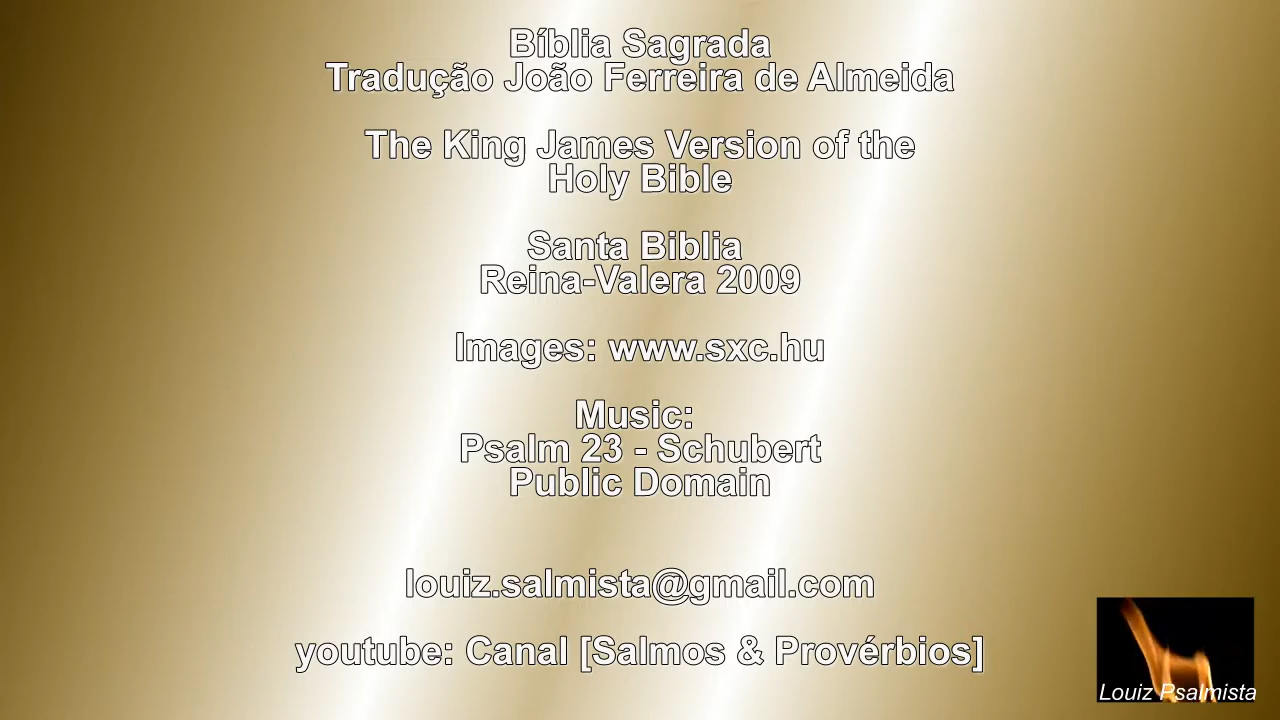 Bíblia Sagrada
Tradução João Ferreira de Almeida
The King James Version of the
Holy Bible
Santa Biblia
Reina-Valera 2009
Images: www.sxc.hu
Music:
Psalm 23 - Schubert
Public Domain
louiz.salmista@gmail.com
youtube: Canal [Salmos & Provérbios]
Louiz Psalmista